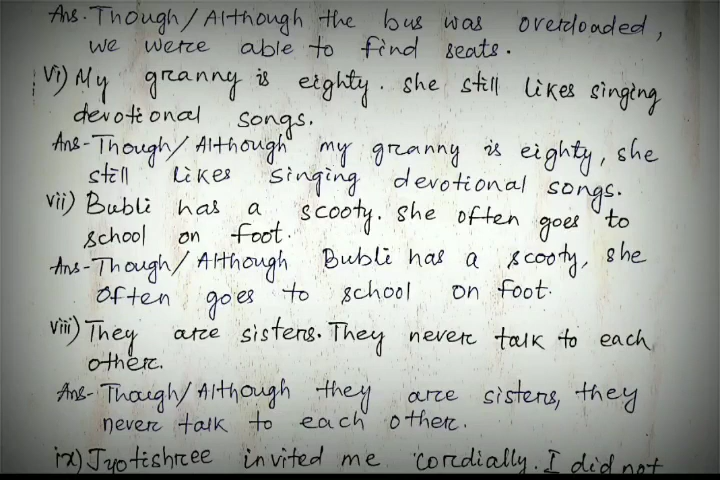 Ans. Though/Although the bus was overloaded,
we were able to find seats.
vi) My granny is eighty. she still likes singing
devotional songs.
Ans- Though/Although my granny is eighty, she
still likes singing devotional songs.
vii) Bubli has a scooty. she often goes to
school on foot.
Ans- Though/Although Bubli has a scooty, she
often goes to school on foot.
viii) They are sisters. They never talk to each
other.
Ans- Though/Although they are sisters, they
never talk to each other.
ix) Jyotishree invited me cordially. I did not